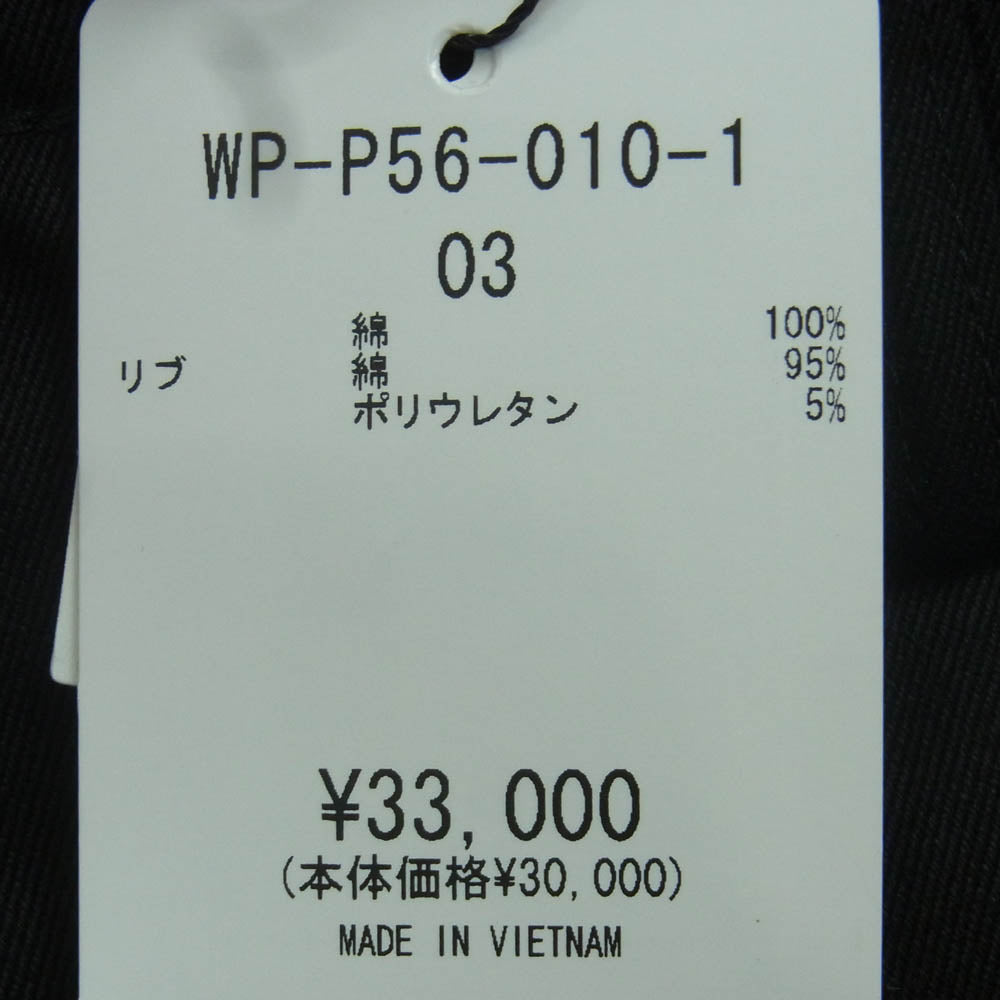 WP-P56-010-1
03
綿 100%
リブ 綿 95%
ポリウレタン 5%
¥33,000
(本体価格¥30,000)
MADE IN VIETNAM